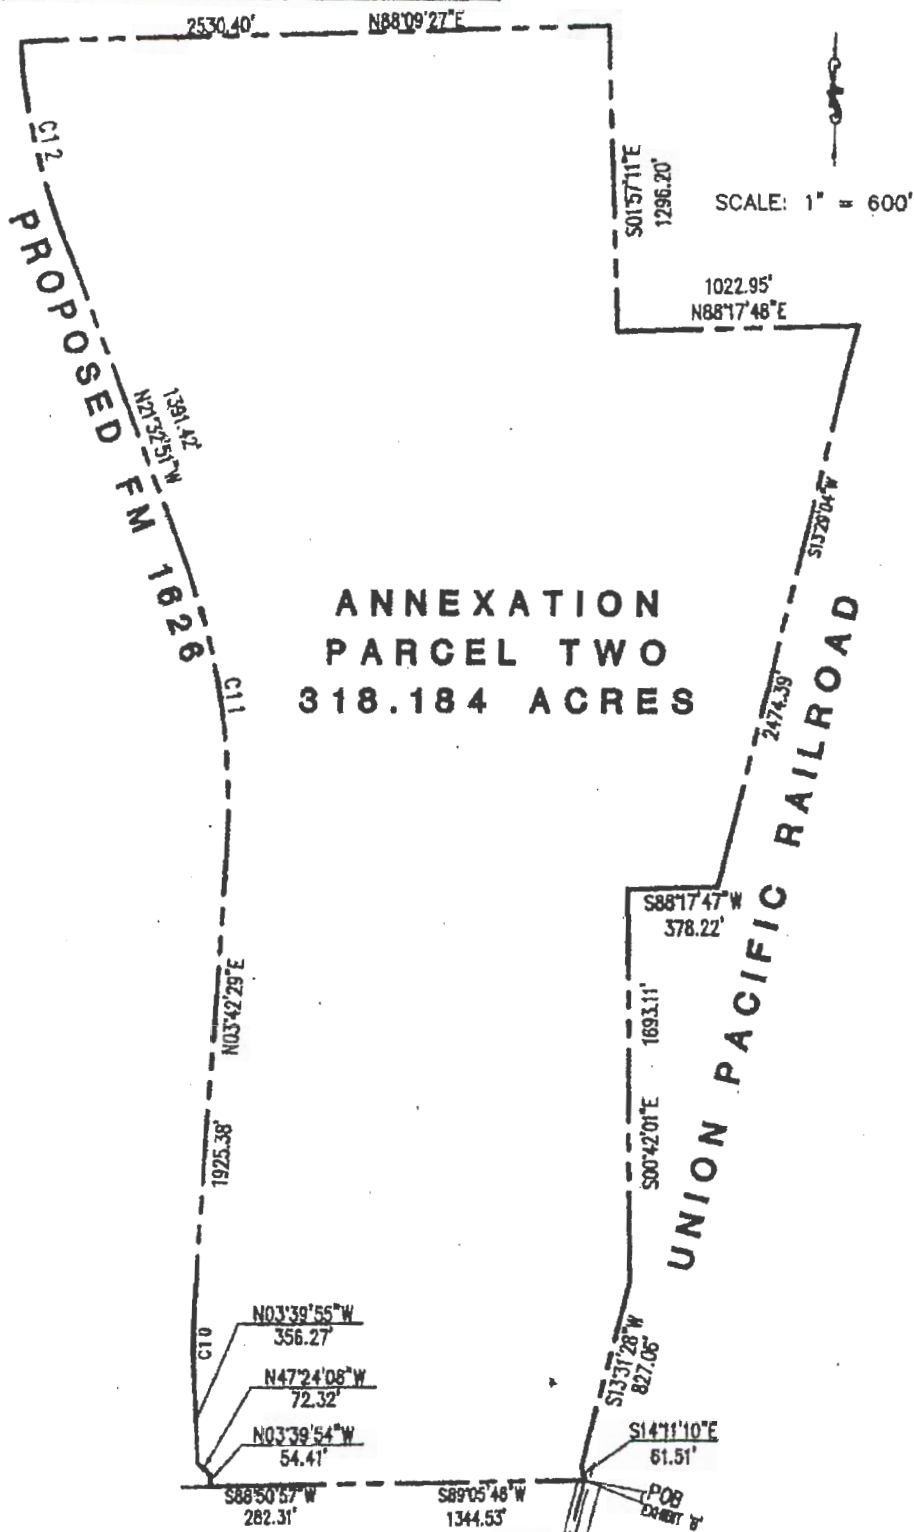 2530.40' N88°09'27"E
C12
S01°57'11"E
1296.20'
SCALE: 1" = 600'
1022.95'
N88°17'48"E
PROPOSED FM 1626
1391.42'
N21°32'51"W
S13°29'04"W
2474.39'
ANNEXATION
PARCEL TWO
318.184 ACRES
C11
UNION PACIFIC RAILROAD
S88°17'47"W
378.22'
N03°42'29"E
1925.38'
1693.11'
S00°42'01"E
C10
N03°39'55"W
356.27'
N47°24'08"W
72.32'
N03°39'54"W
54.41'
S13°31'28"W
827.06'
S14°11'10"E
61.51'
S88°50'57"W
282.31'
S89°05'46"W
1344.53'
POB
EXHIBIT 'B'